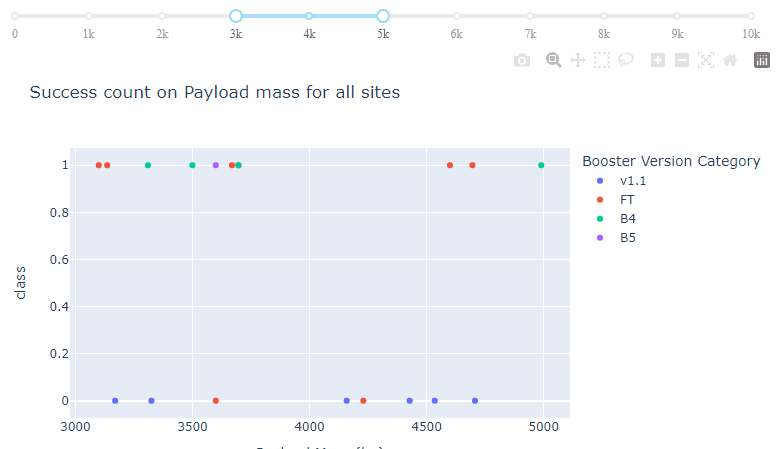 0 1k 2k 3k 4k 5k 6k 7k 8k 9k 10k
Success count on Payload mass for all sites
Booster Version Category
v1.1
FT
B4
B5
class
1
0.8
0.6
0.4
0.2
0
3000 3500 4000 4500 5000